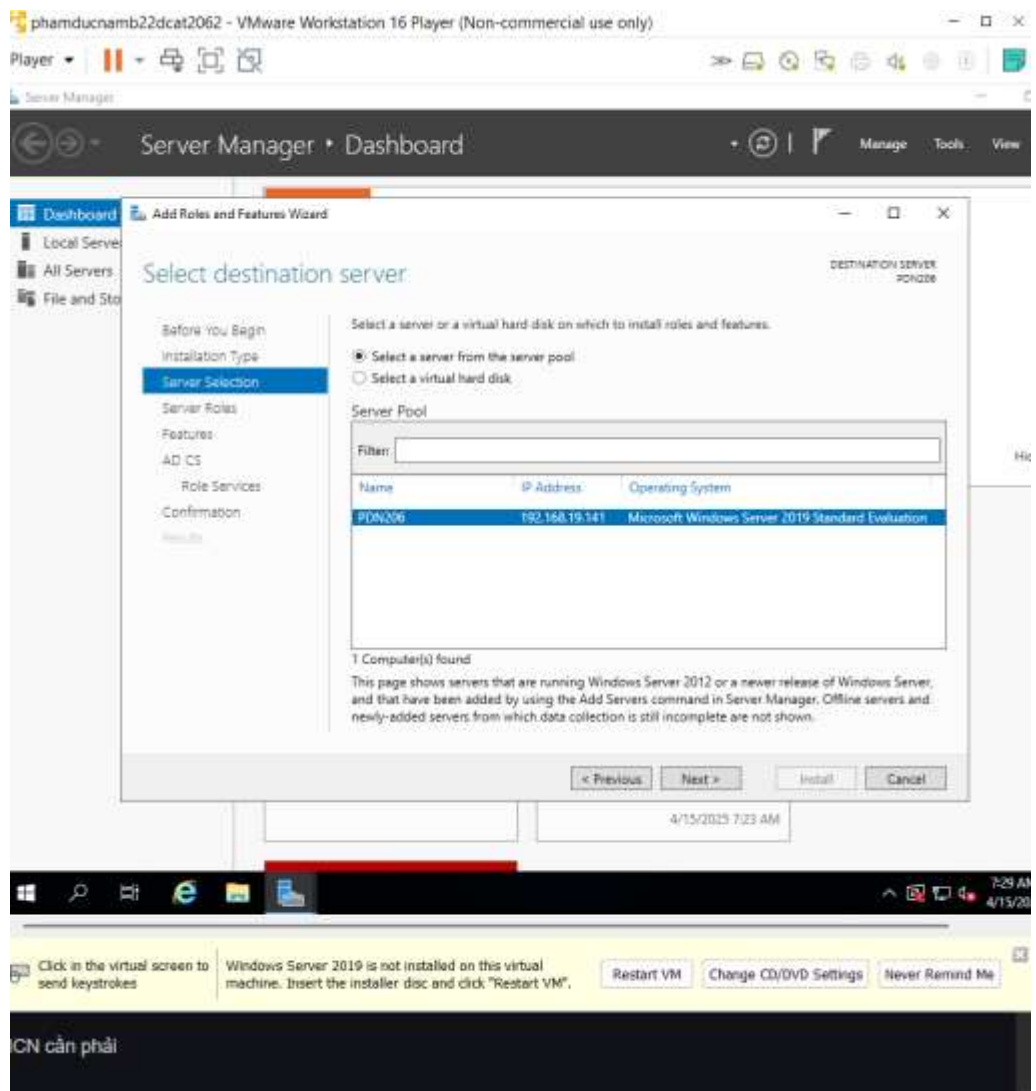 phamducnamb22dcat2062 - VMware Workstation 16 Player (Non-commercial use only)
Player
Server Manager
Server Manager • Dashboard
Manage Tools View
Dashboard
Local Serve
All Servers
File and Sto
Add Roles and Features Wizard
Select destination server
DESTINATION SERVER
PDN206
Before You Begin
Installation Type
Server Selection
Server Roles
Features
AD CS
Role Services
Confirmation
Results
Select a server or a virtual hard disk on which to install roles and features.
Select a server from the server pool
Select a virtual hard disk
Server Pool
Filter:
Name IP Address Operating System
PDN206 192.168.19.141 Microsoft Windows Server 2019 Standard Evaluation
1 Computer(s) found
This page shows servers that are running Windows Server 2012 or a newer release of Windows Server,
and that have been added by using the Add Servers command in Server Manager. Offline servers and
newly-added servers from which data collection is still incomplete are not shown.
< Previous Next > Install Cancel
Hid
4/15/2025 7:23 AM
7:29 AM
4/15/20
Click in the virtual screen to
send keystrokes
Windows Server 2019 is not installed on this virtual
machine. Insert the installer disc and click "Restart VM".
Restart VM Change CD/DVD Settings Never Remind Me
ICN cần phải